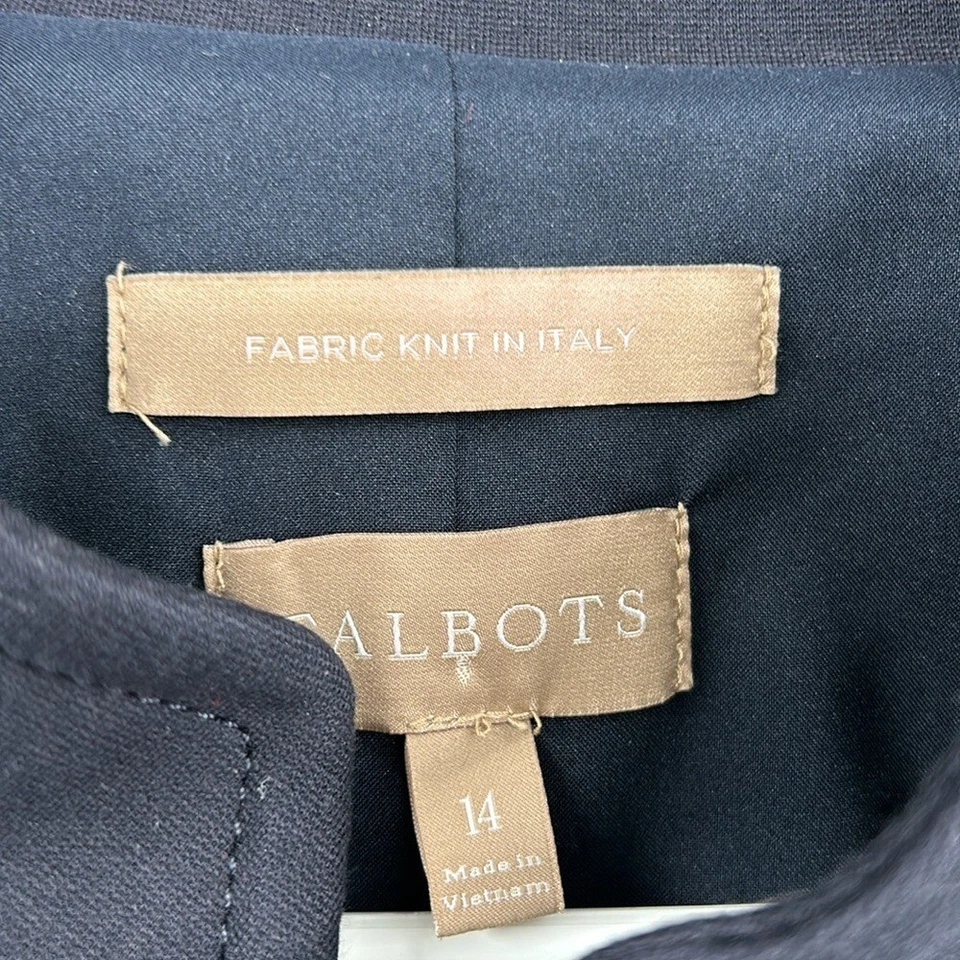 FABRIC KNIT IN ITALY
TALBOTS
14
Made in
Vietnam